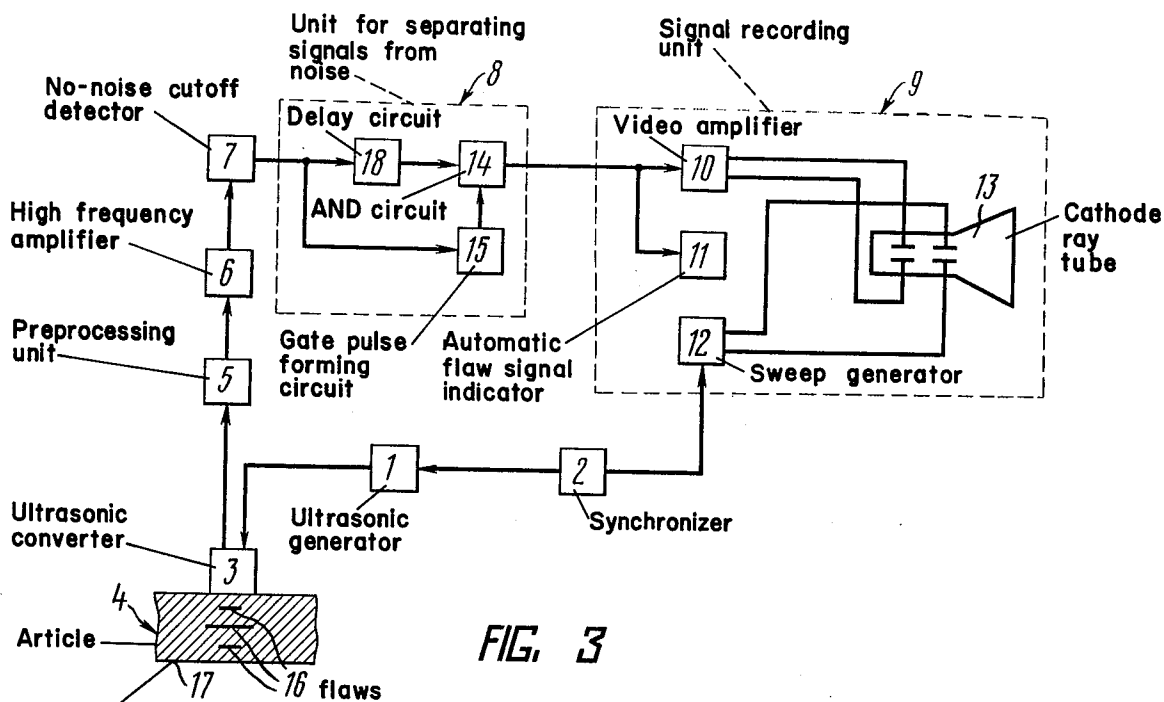 Unit for separating
signals from
noise
8
Signal recording
unit
9
No-noise cutoff
detector
7
Delay circuit
18
14
AND circuit
15
Gate pulse
forming
circuit
Video amplifier
10
11
Automatic
flaw signal
indicator
12
Sweep generator
13
Cathode
ray
tube
High frequency
amplifier
6
Preprocessing
unit
5
1
Ultrasonic
generator
2
Synchronizer
Ultrasonic
converter
3
4
Article
17
16 flaws
FIG. 3